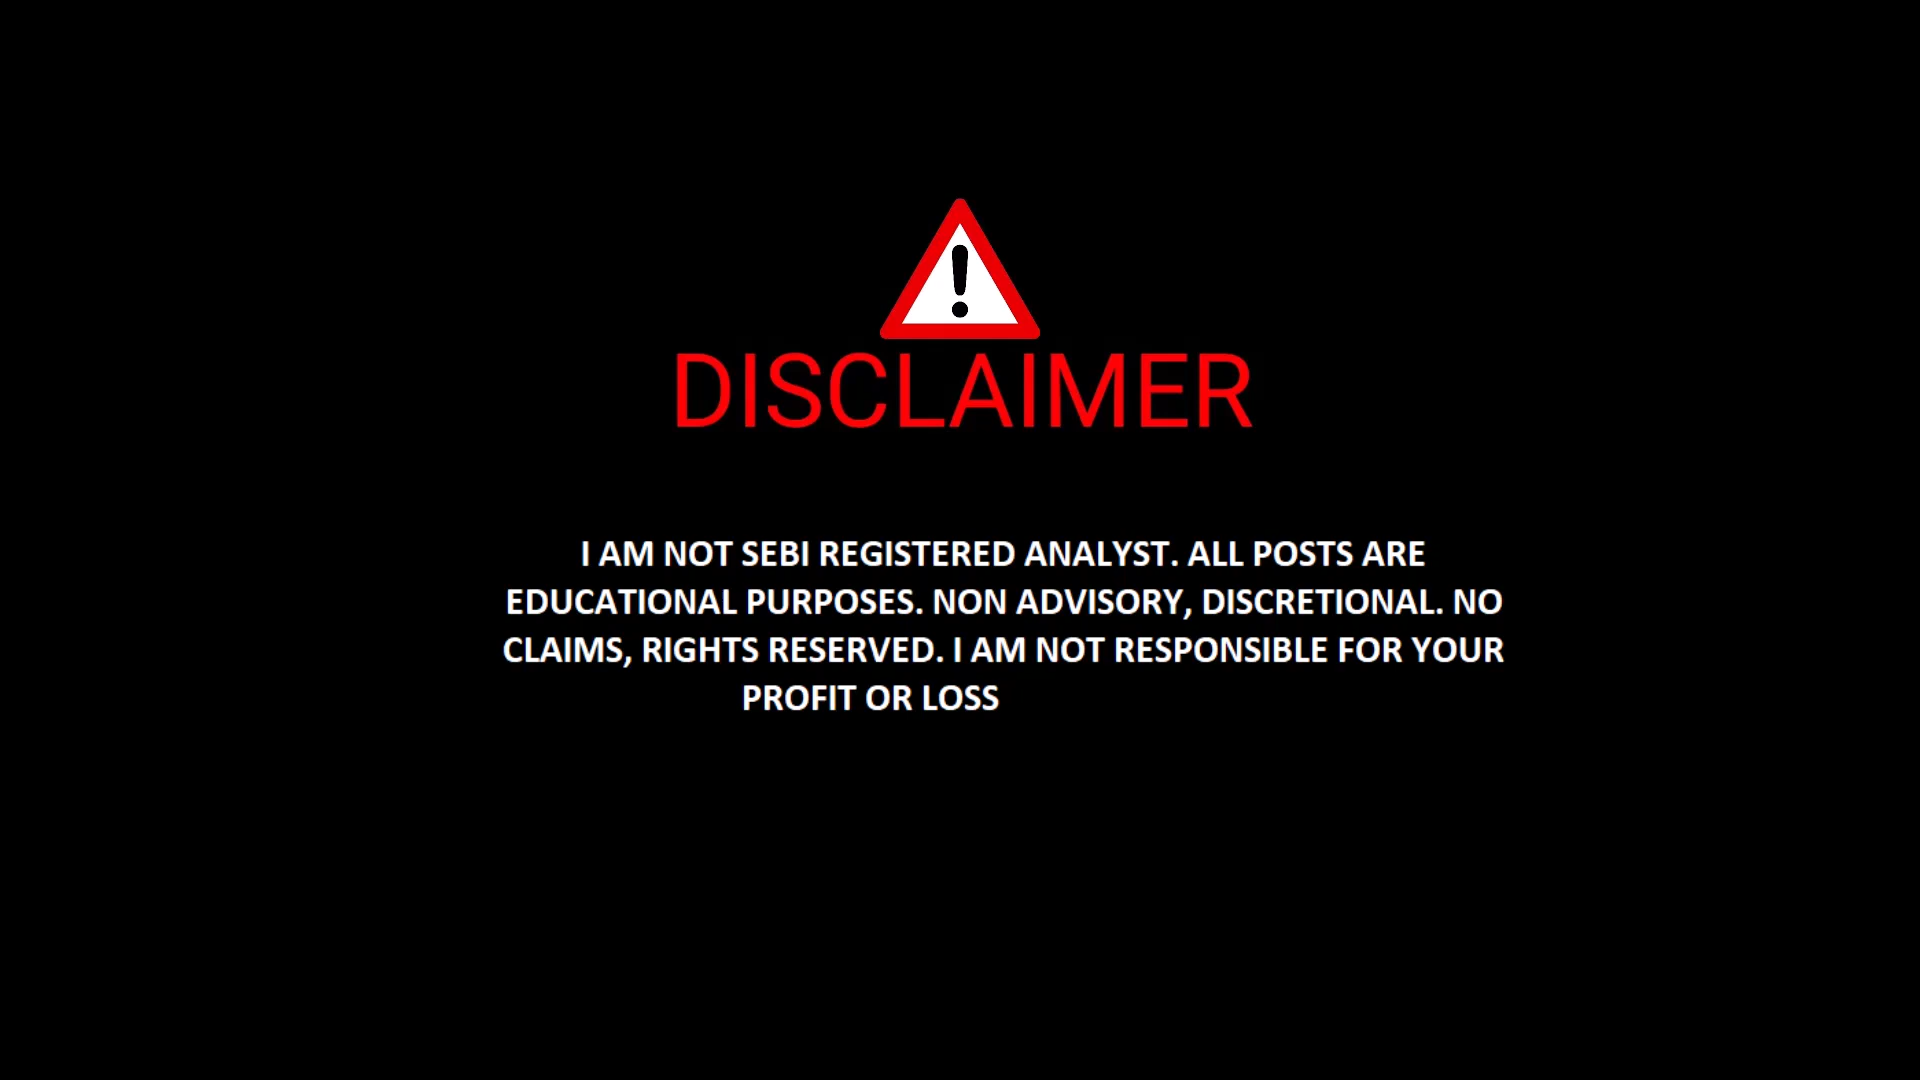 DISCLAIMER
I AM NOT SEBI REGISTERED ANALYST. ALL POSTS ARE
EDUCATIONAL PURPOSES. NON ADVISORY, DISCRETIONAL. NO
CLAIMS, RIGHTS RESERVED. I AM NOT RESPONSIBLE FOR YOUR
PROFIT OR LOSS